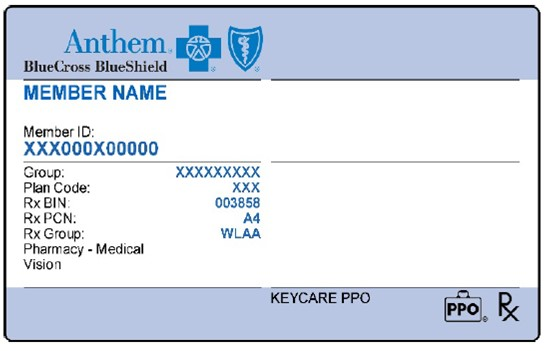 Anthem
BlueCross BlueShield
MEMBER NAME
Member ID:
XXX000X00000
Group: XXXXXXXXX
Plan Code: XXX
Rx BIN: 003858
Rx PCN: A4
Rx Group: WLAA
Pharmacy - Medical
Vision
KEYCARE PPO
PPO ®
Rx